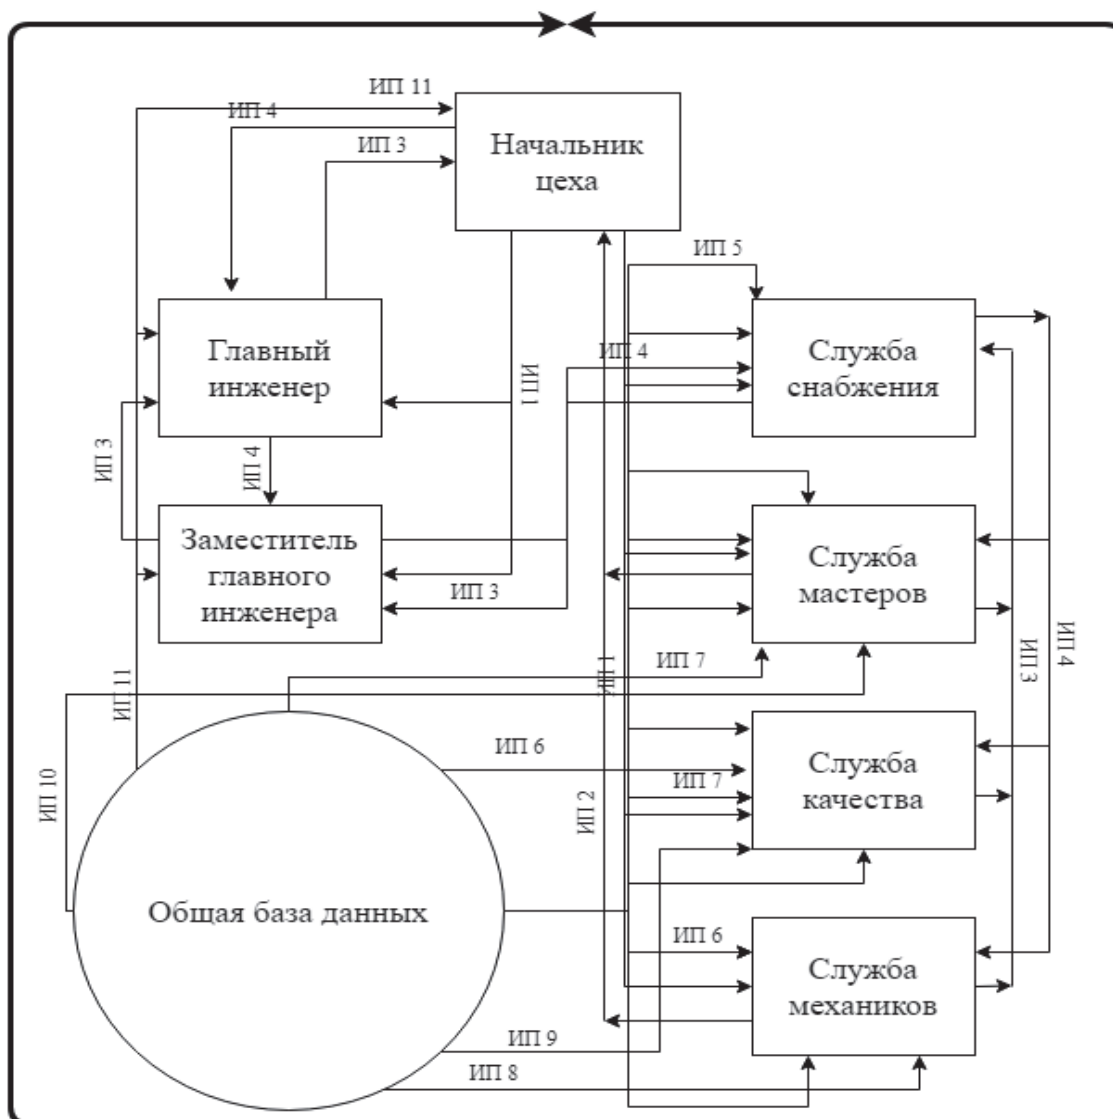 ИП 11
ИП 4
Начальник
цеха
ИП 3
ИП 5
Главный
инженер
ИП 1
ИП 4
Служба
снабжения
ИП 3
ИП 4
Заместитель
главного
инженера
ИП 3
Служба
мастеров
ИП 11
ИП 7
ИП 1
ИП 3
ИП 4
ИП 10
ИП 6
ИП 7
ИП 2
Служба
качества
Общая база данных
ИП 6
Служба
механиков
ИП 9
ИП 8